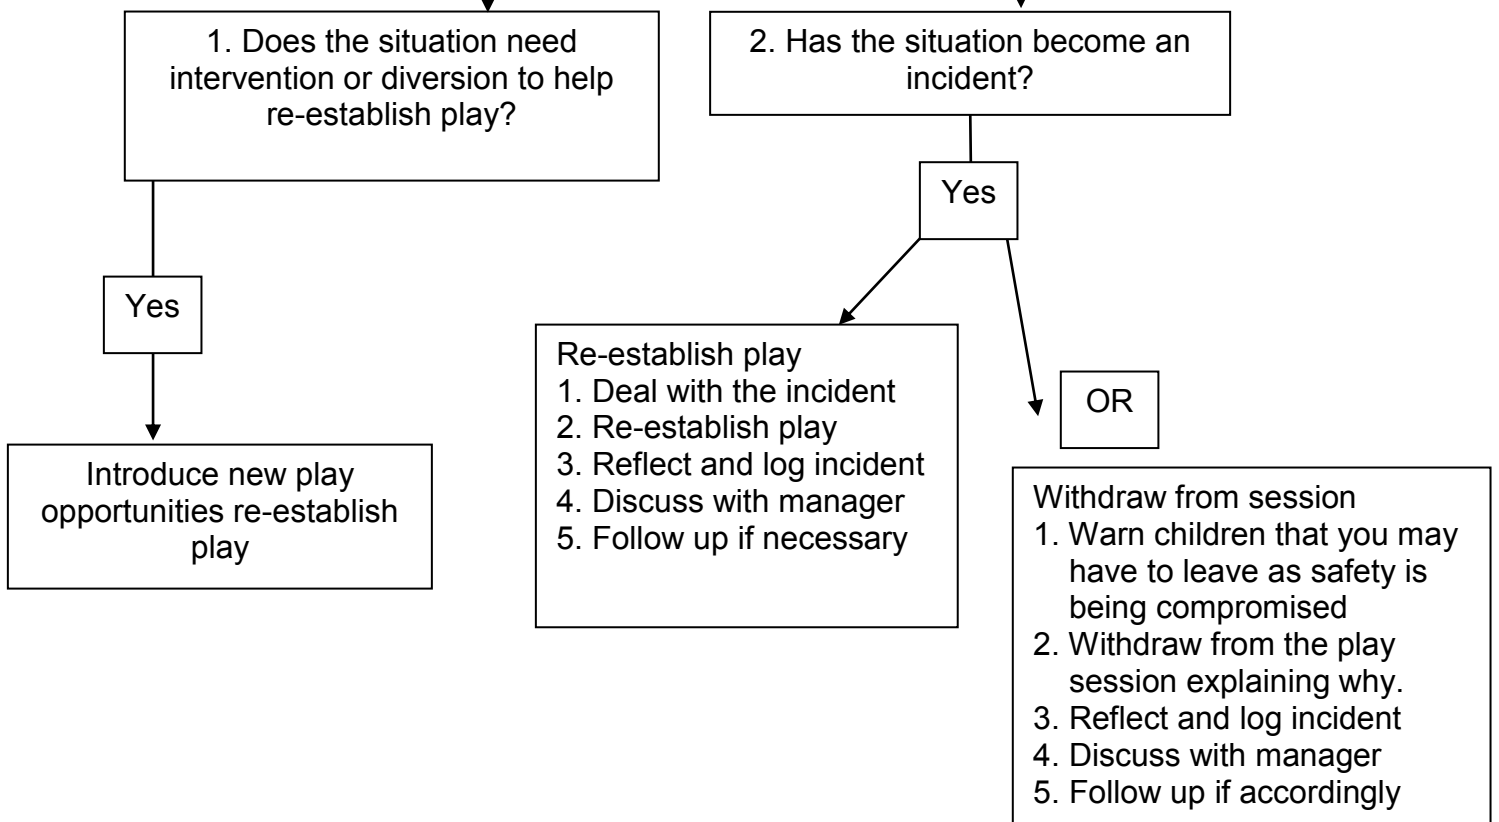 1. Does the situation need
intervention or diversion to help
re-establish play?
2. Has the situation become an
incident?
Yes
Yes
Introduce new play
opportunities re-establish
play
Re-establish play
1. Deal with the incident
2. Re-establish play
3. Reflect and log incident
4. Discuss with manager
5. Follow up if necessary
OR
Withdraw from session
1. Warn children that you may
have to leave as safety is
being compromised
2. Withdraw from the play
session explaining why.
3. Reflect and log incident
4. Discuss with manager
5. Follow up if accordingly